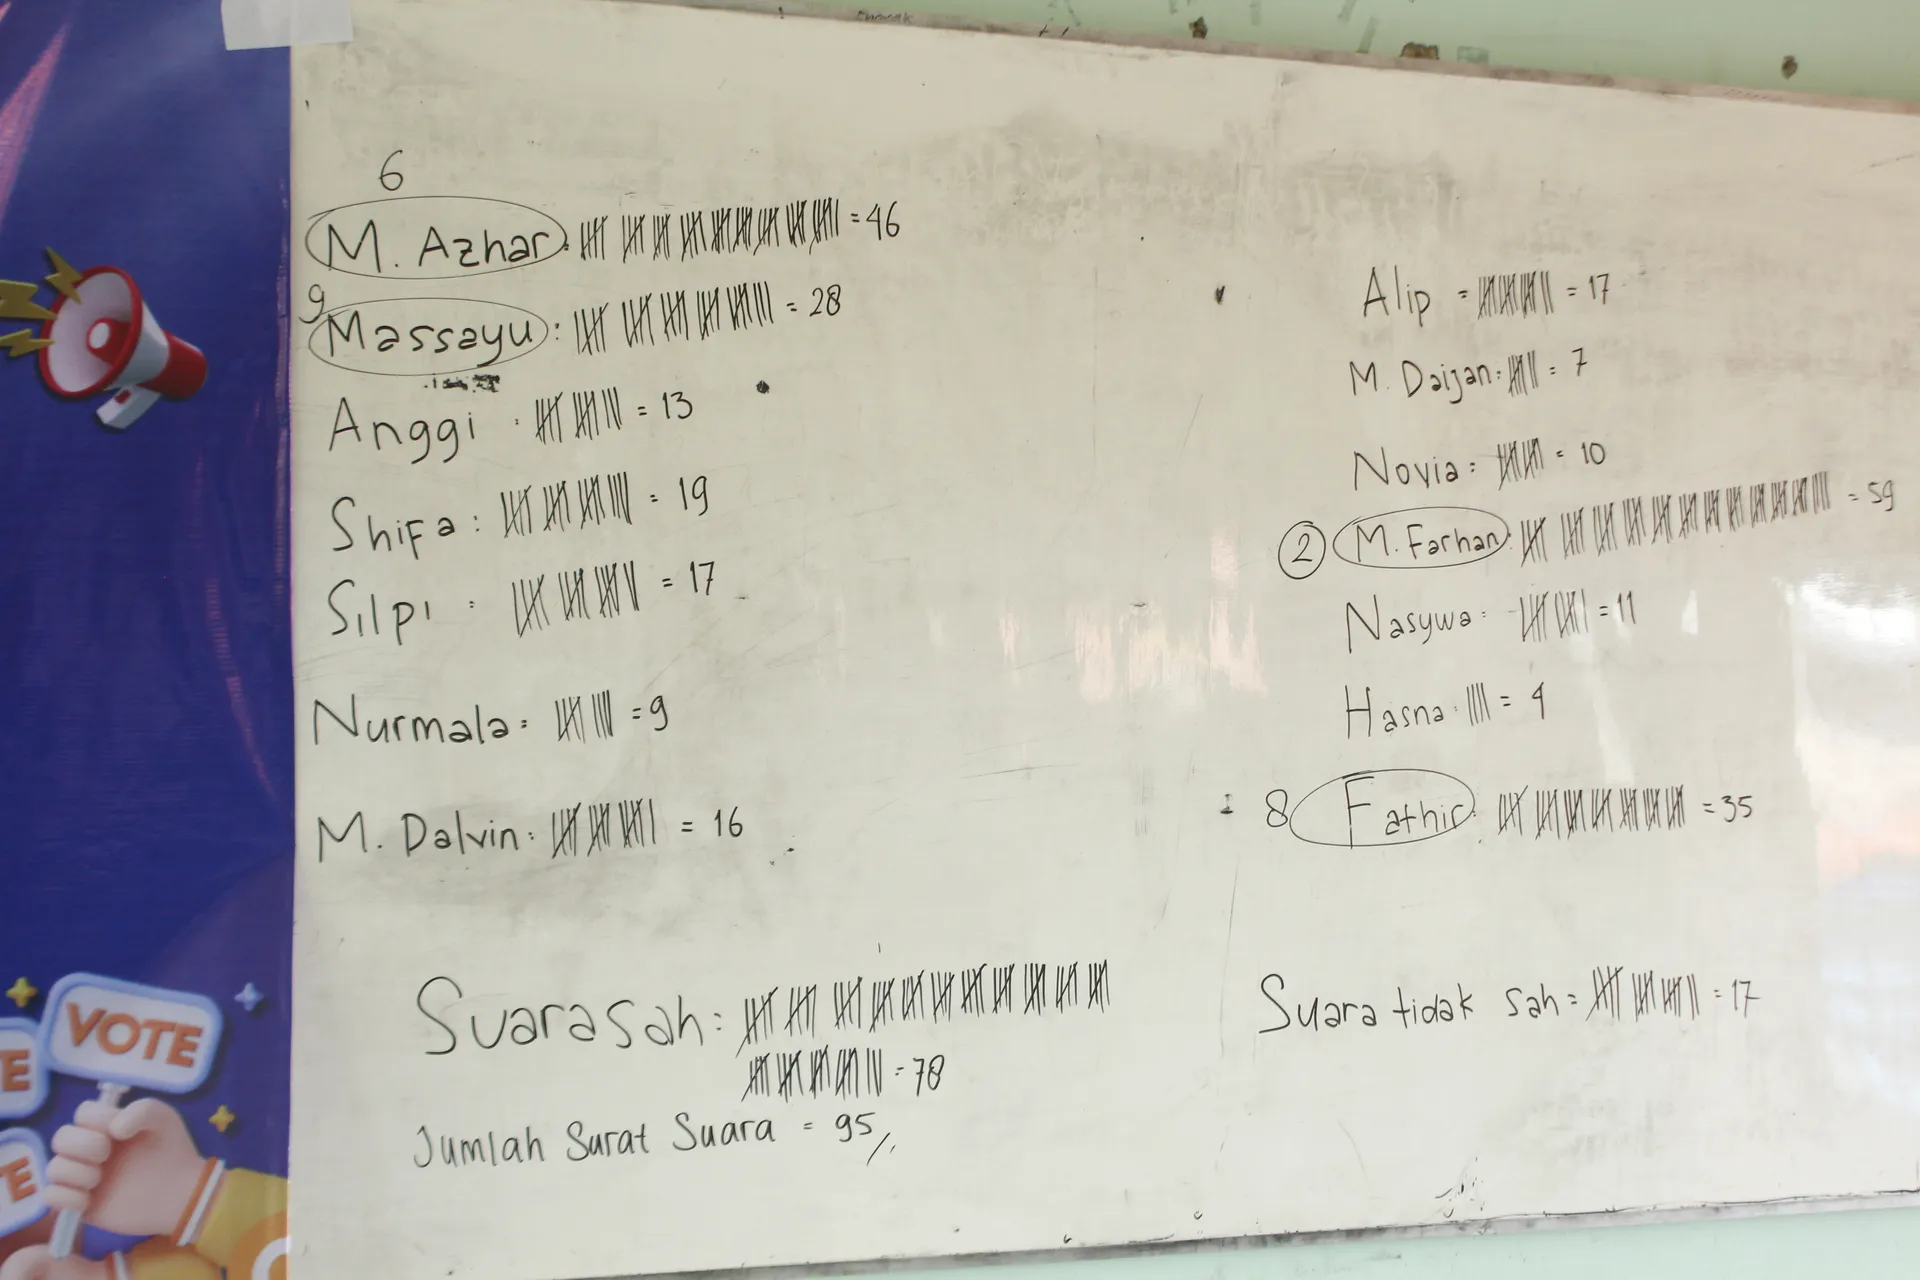 6
M. Azhar: = 46
9
Massayu: = 28
Anggi : = 13
Shifa: = 19
Silpi : = 17
Nurmala: = 9
M. Dalvin: = 16
Suara sah:
= 78
Jumlah Surat Suara = 95
Alip = = 17
M. Daijan: = 7
Novia: = 10
2 M. Farhan: = 59
Nasywa: = 11
Hasna: = 4
8 Fathir: = 35
Suara tidak sah = = 17
VOTE
E
E